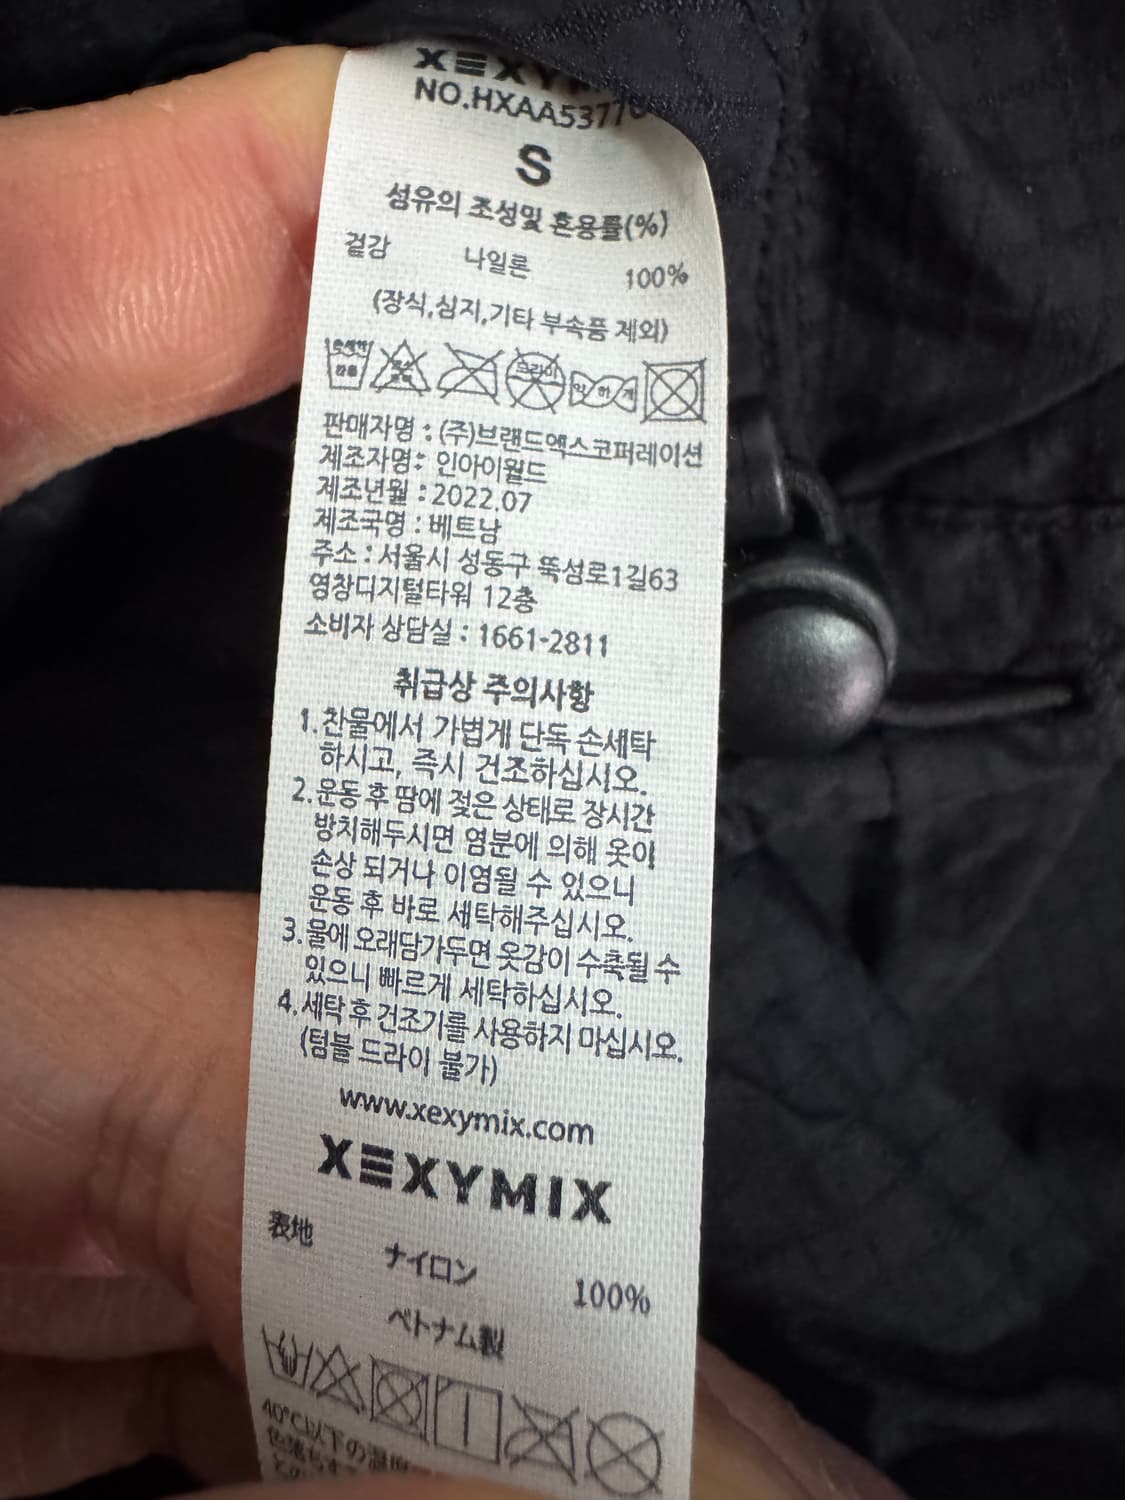 NO.HXAA5377
S
섬유의 조성및 혼용률(%)
겉감 나일론 100%
(장식,심지,기타 부속품 제외)
드라이
약 하 게
판매자명 : (주)브랜드엑스코퍼레이션
제조자명: 인아이월드
제조년월 : 2022.07
제조국명 : 베트남
주소 : 서울시 성동구 뚝섬로1길63
영창디지털타워 12층
소비자 상담실 : 1661-2811
취급상 주의사항
1. 찬물에서 가볍게 단독 손세탁
하시고, 즉시 건조하십시오.
2. 운동 후 땀에 젖은 상태로 장시간
방치해두시면 염분에 의해 옷이
손상 되거나 이염될 수 있으니
운동 후 바로 세탁해주십시오.
3. 물에 오래담가두면 옷감이 수축될 수
있으니 빠르게 세탁하십시오.
4. 세탁 후 건조기를 사용하지 마십시오.
(텀블 드라이 불가)
www.xexymix.com
XEXYMIX
表地 ナイロン 100%
ベトナム製
40℃以下の